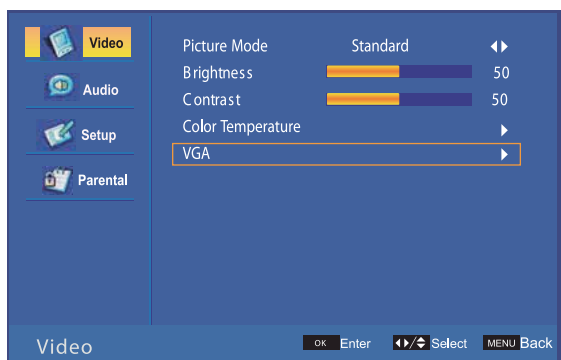 Video
Audio
Setup
Parental
Picture Mode Standard
Brightness 50
Contrast 50
Color Temperature
VGA
Video
OK Enter / Select MENU Back